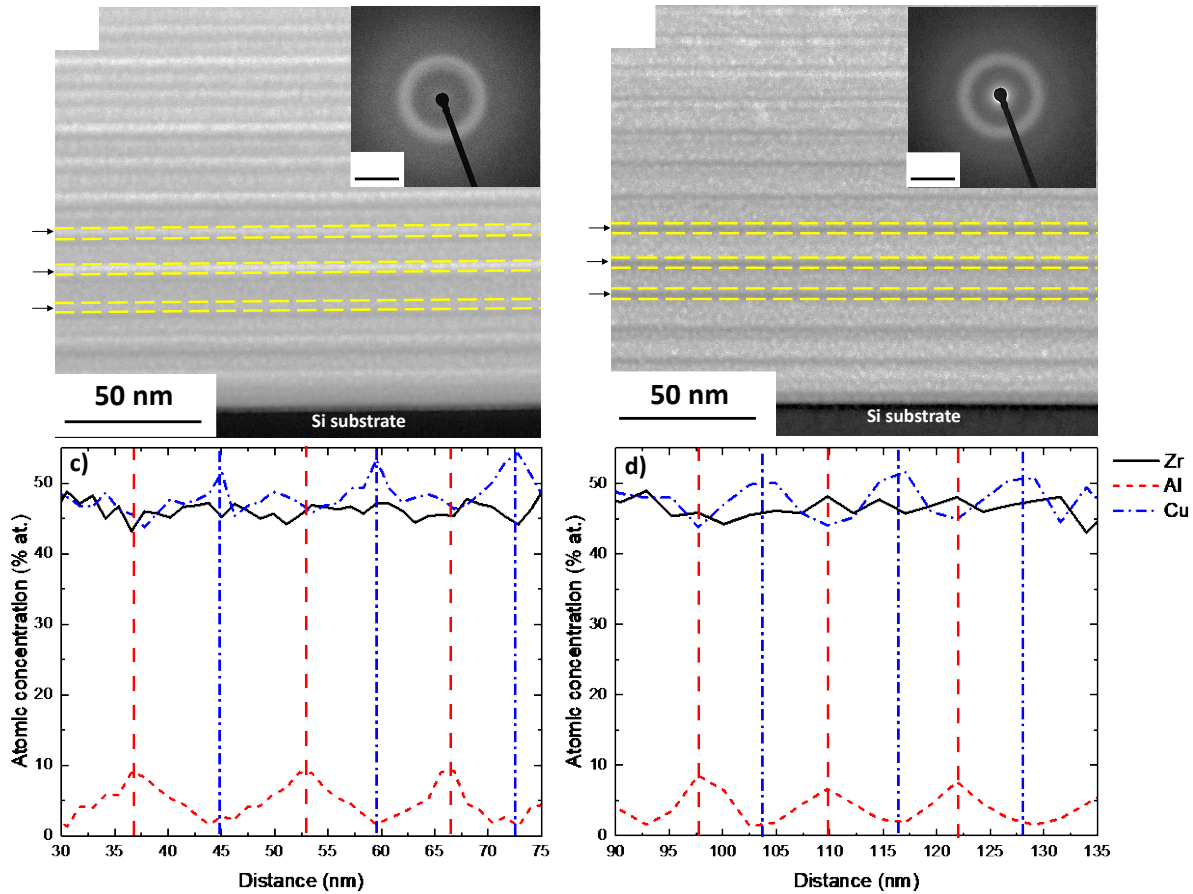 50 nm
Si substrate
50 nm
Si substrate
c)
Atomic concentration (% at.)
50
40
30
20
10
0
30 35 40 45 50 55 60 65 70 75
Distance (nm)
d)
Atomic concentration (% at.)
50
40
30
20
10
0
90 95 100 105 110 115 120 125 130 135
Distance (nm)
Zr
Al
Cu